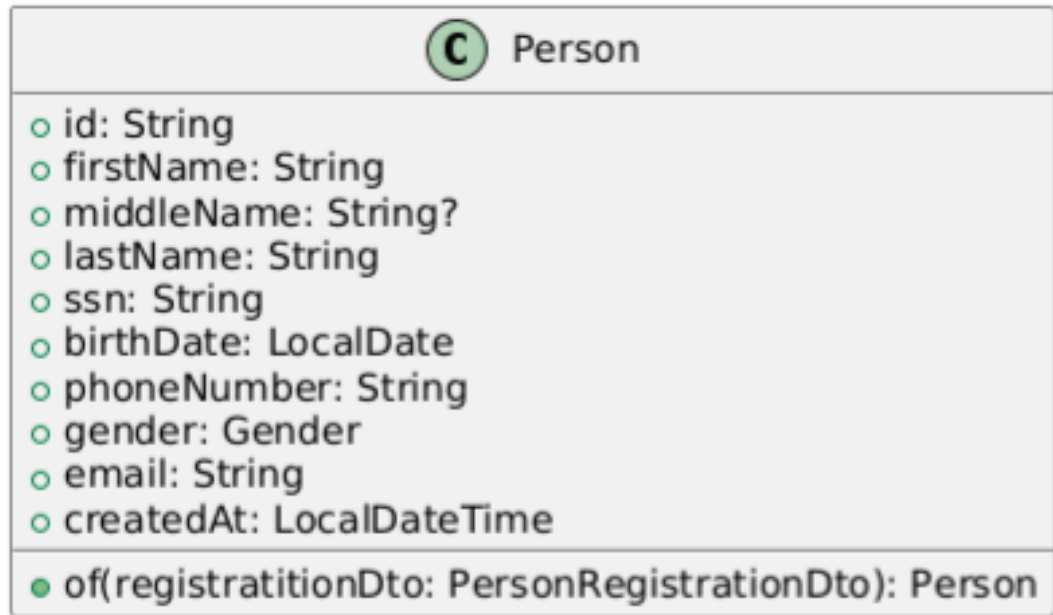 C Person
id: String
firstName: String
middleName: String?
lastName: String
ssn: String
birthDate: LocalDate
phoneNumber: String
gender: Gender
email: String
createdAt: LocalDateTime
of(registratitionDto: PersonRegistrationDto): Person